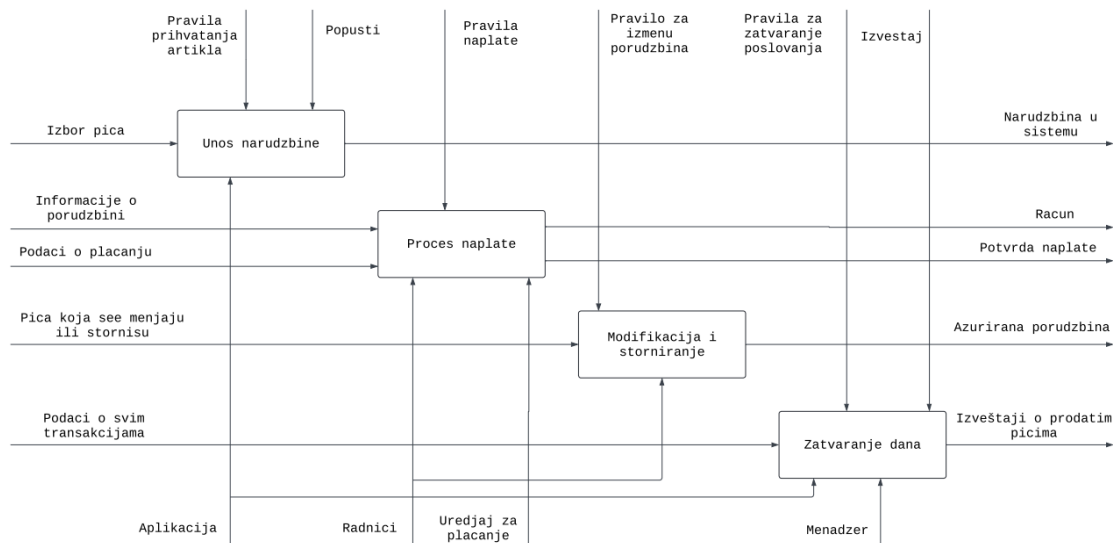 Pravila
prihvatanja
artikla
Popusti
Pravila
naplate
Pravilo za
izmenu
porudzbina
Pravila za
zatvaranje
poslovanja
Izvestaj
Izbor pica
Unos narudzbine
Narudzbina u
sistemu
Informacije o
porudzbini
Podaci o placanju
Proces naplate
Racun
Potvrda naplate
Pica koja see menjaju
ili stornisu
Modifikacija i
storniranje
Azurirana porudzbina
Podaci o svim
transakcijama
Zatvaranje dana
Izveštaji o prodatim
picima
Aplikacija
Radnici
Uredjaj za
placanje
Menadzer